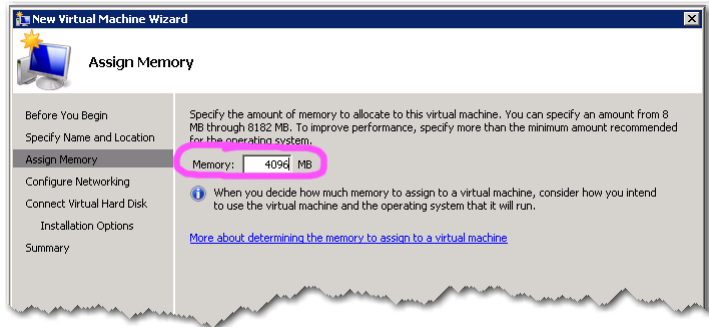 New Virtual Machine Wizard
Assign Memory
Before You Begin
Specify Name and Location
Assign Memory
Configure Networking
Connect Virtual Hard Disk
Installation Options
Summary
Specify the amount of memory to allocate to this virtual machine. You can specify an amount from 8
MB through 8182 MB. To improve performance, specify more than the minimum amount recommended
for the operating system.
Memory: 4096 MB
When you decide how much memory to assign to a virtual machine, consider how you intend
to use the virtual machine and the operating system that it will run.
More about determining the memory to assign to a virtual machine